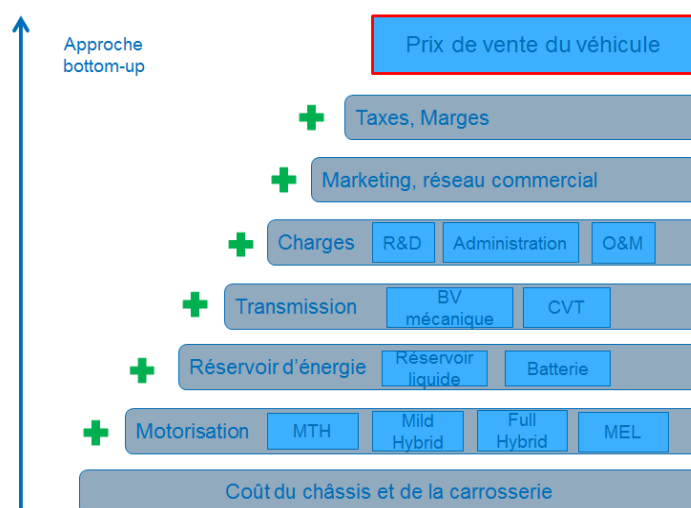 Approche
bottom-up
Prix de vente du véhicule
Taxes, Marges
Marketing, réseau commercial
Charges R&D Administration O&M
Transmission BV mécanique CVT
Réservoir d'énergie Réservoir liquide Batterie
Motorisation MTH Mild Hybrid Full Hybrid MEL
Coût du châssis et de la carrosserie